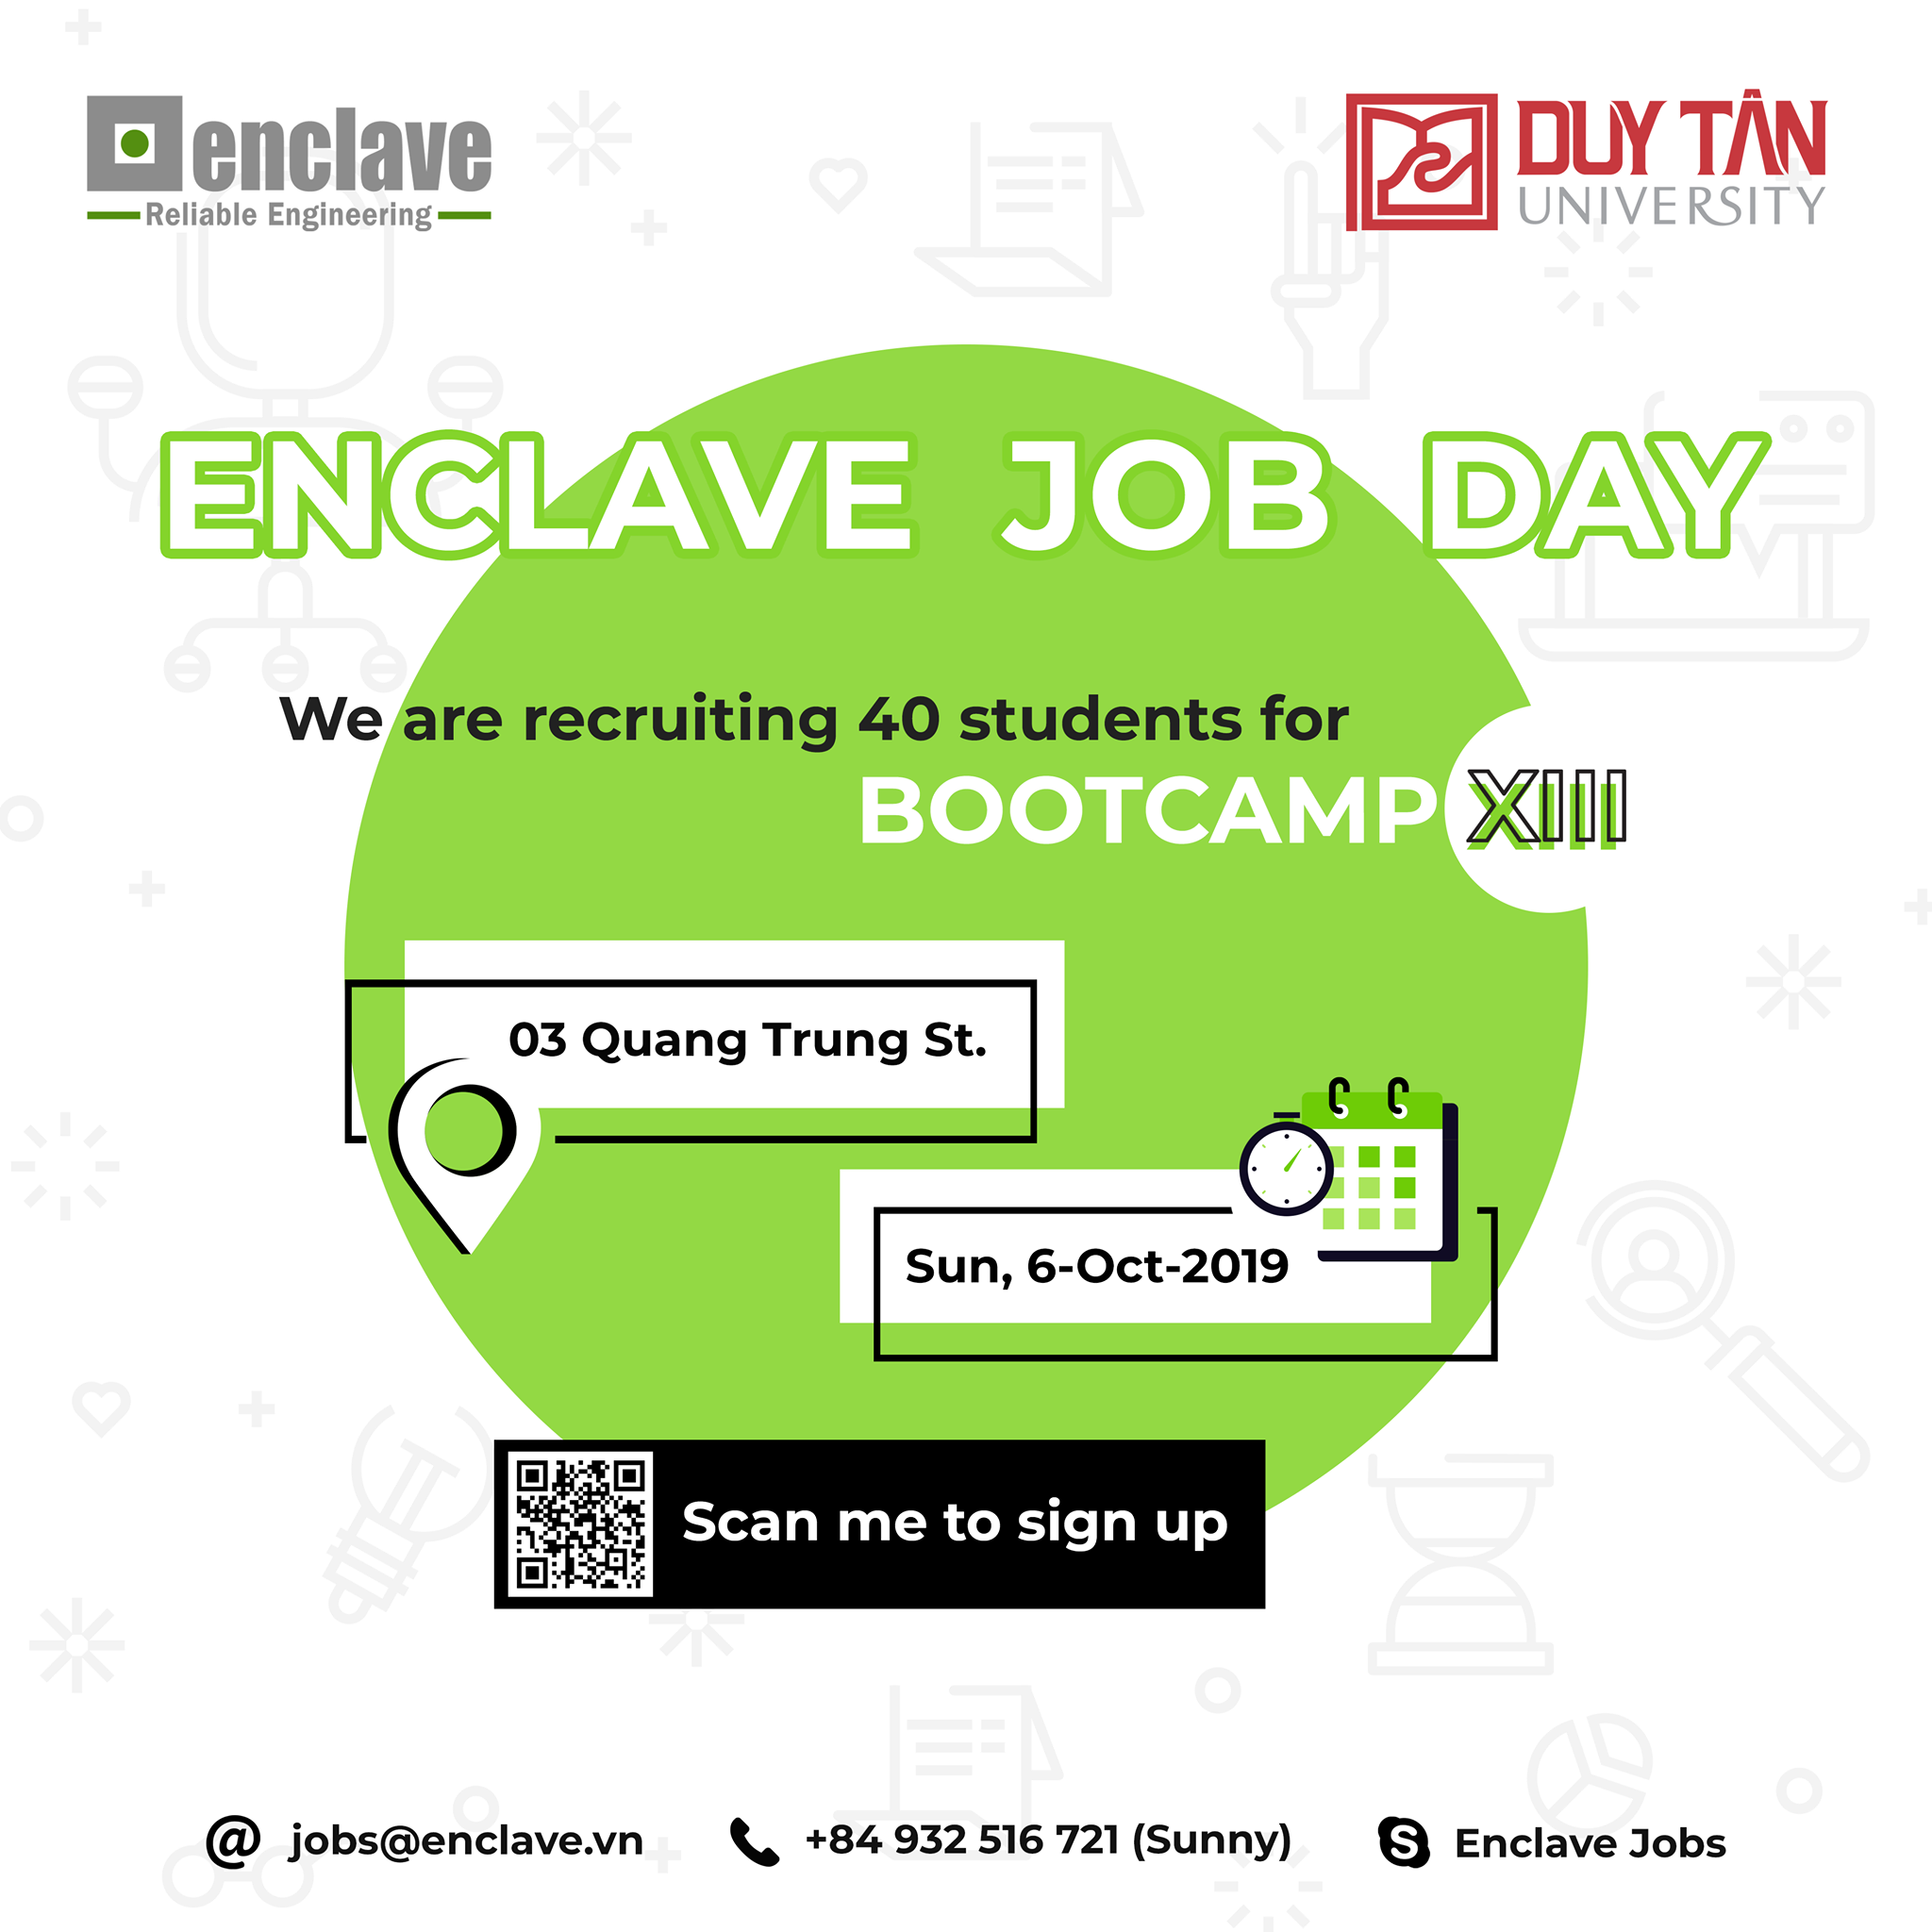 enclave
Reliable Engineering
DUY TÂN
UNIVERSITY
ENCLAVE JOB DAY
We are recruiting 40 students for
BOOTCAMP XIII
03 Quang Trung St.
Sun, 6-Oct-2019
Scan me to sign up
@ jobs@enclave.vn
+84 932 516 721 (Sunny)
S Enclave Jobs